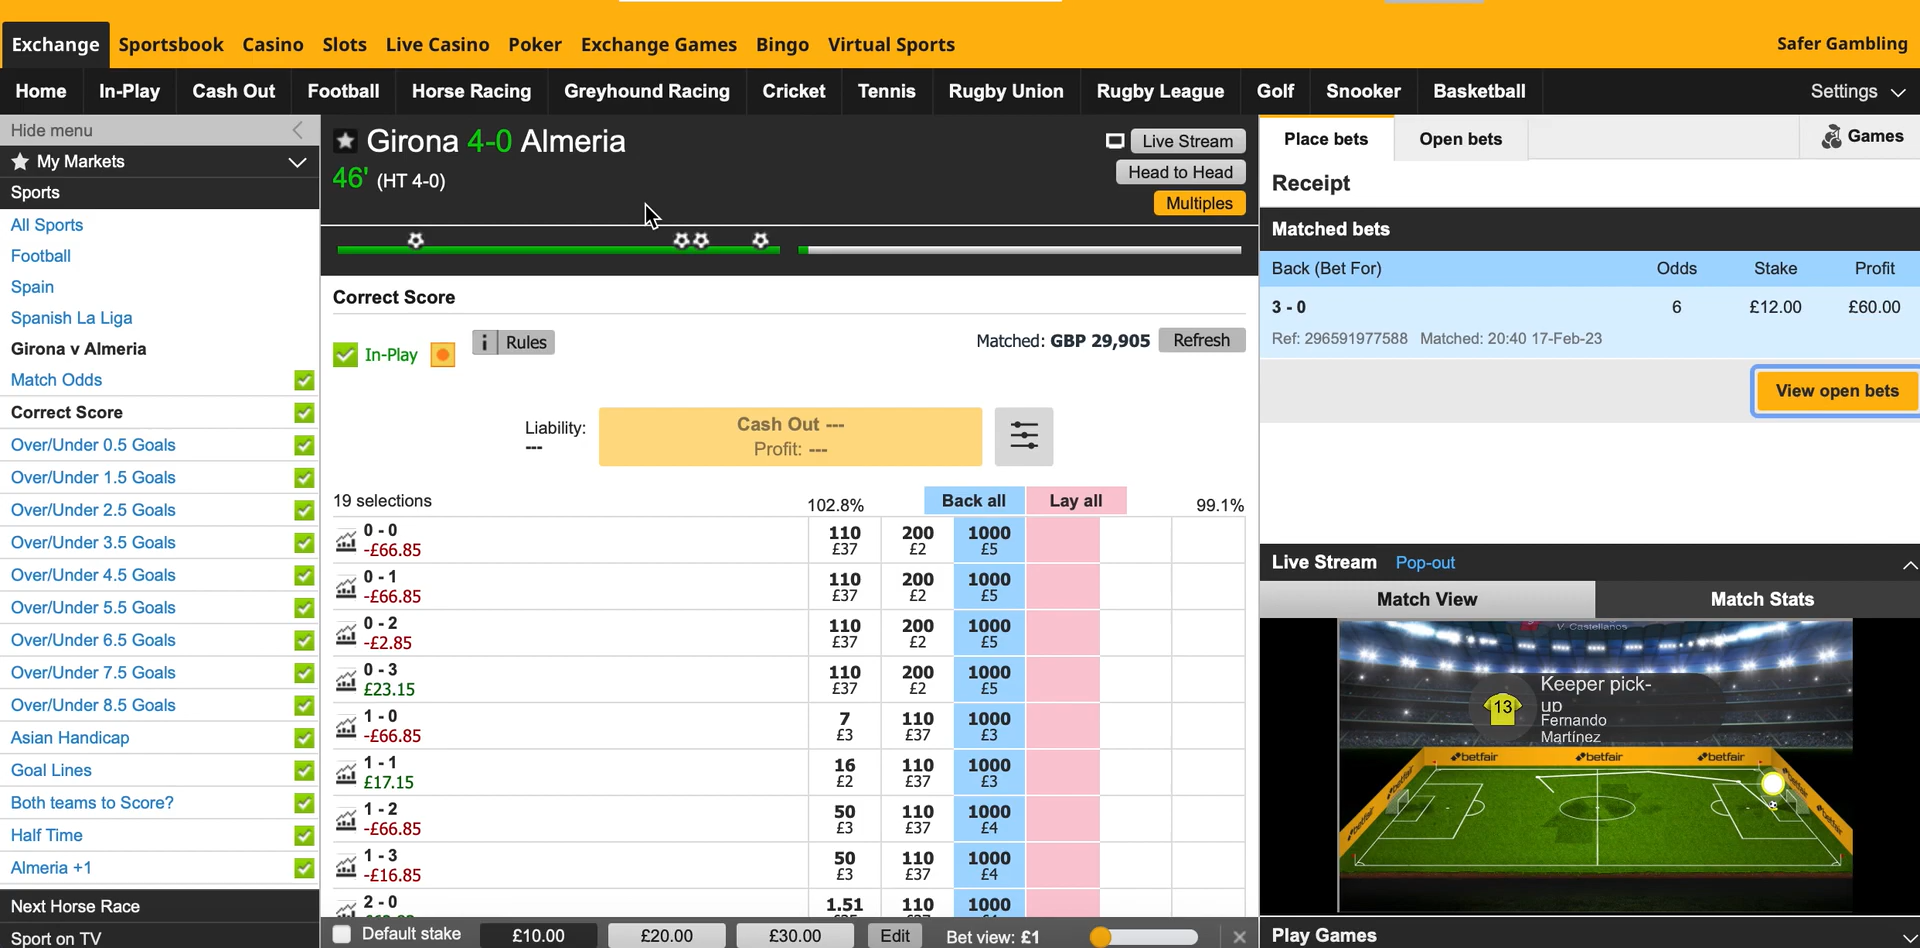 Exchange Sportsbook Casino Slots Live Casino Poker Exchange Games Bingo Virtual Sports Safer Gambling
Home In-Play Cash Out Football Horse Racing Greyhound Racing Cricket Tennis Rugby Union Rugby League Golf Snooker Basketball Settings
Hide menu
My Markets
Sports
All Sports
Football
Spain
Spanish La Liga
Girona v Almeria
Match Odds
Correct Score
Over/Under 0.5 Goals
Over/Under 1.5 Goals
Over/Under 2.5 Goals
Over/Under 3.5 Goals
Over/Under 4.5 Goals
Over/Under 5.5 Goals
Over/Under 6.5 Goals
Over/Under 7.5 Goals
Over/Under 8.5 Goals
Asian Handicap
Goal Lines
Both teams to Score?
Half Time
Almeria +1
Next Horse Race
Sport on TV
Girona 4-0 Almeria
46' (HT 4-0)
Live Stream
Head to Head
Multiples
Correct Score
In-Play
i Rules
Matched: GBP 29,905 Refresh
Liability:
---
Cash Out ---
Profit: ---
19 selections 102.8% Back all Lay all 99.1%
0 - 0 110 200 1000
-£66.85 £37 £2 £5
0 - 1 110 200 1000
-£66.85 £37 £2 £5
0 - 2 110 200 1000
-£2.85 £37 £2 £5
0 - 3 110 200 1000
£23.15 £37 £2 £5
1 - 0 7 110 1000
-£66.85 £3 £37 £3
1 - 1 16 110 1000
£17.15 £2 £37 £3
1 - 2 50 110 1000
-£66.85 £3 £37 £4
1 - 3 50 110 1000
-£16.85 £3 £37 £4
2 - 0 1.51 110 1000
Default stake £10.00 £20.00 £30.00 Edit Bet view: £1
Place bets Open bets Games
Receipt
Matched bets
Back (Bet For) Odds Stake Profit
3 - 0 6 £12.00 £60.00
Ref: 296591977588 Matched: 20:40 17-Feb-23
View open bets
Live Stream Pop-out
Match View Match Stats
V. Castellanos
Keeper pick-
up
13
Fernando
Martínez
betfair betfair betfair
betfair betfair
betfair betfair
Play Games